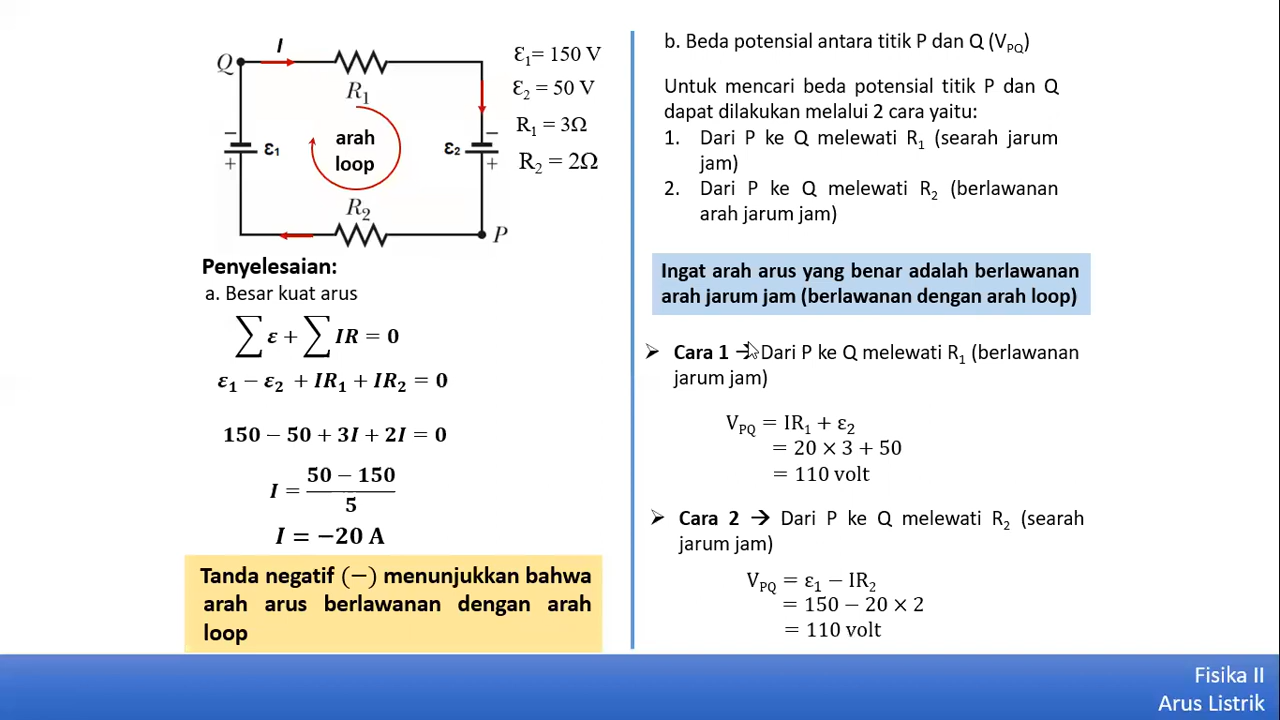 I
Q
R₁
Ɛ₁= 150 V
Ɛ₂ = 50 V
R₁ = 3Ω
R₂ = 2Ω
−
ε₁
+
arah
loop
ε₂
−
+
R₂
P
Penyelesaian:
a. Besar kuat arus
∑ ε + ∑ IR = 0
ε₁ − ε₂ + IR₁ + IR₂ = 0
150 − 50 + 3I + 2I = 0
I = (50 − 150)/5
I = −20 A
Tanda negatif (−) menunjukkan bahwa
arah arus berlawanan dengan arah
loop
b. Beda potensial antara titik P dan Q (V_PQ)
Untuk mencari beda potensial titik P dan Q
dapat dilakukan melalui 2 cara yaitu:
1. Dari P ke Q melewati R₁ (searah jarum
jam)
2. Dari P ke Q melewati R₂ (berlawanan
arah jarum jam)
Ingat arah arus yang benar adalah berlawanan
arah jarum jam (berlawanan dengan arah loop)
➢ Cara 1 → Dari P ke Q melewati R₁ (berlawanan
jarum jam)
V_PQ = IR₁ + ε₂
= 20 × 3 + 50
= 110 volt
➢ Cara 2 → Dari P ke Q melewati R₂ (searah
jarum jam)
V_PQ = ε₁ − IR₂
= 150 − 20 × 2
= 110 volt
Fisika II
Arus Listrik